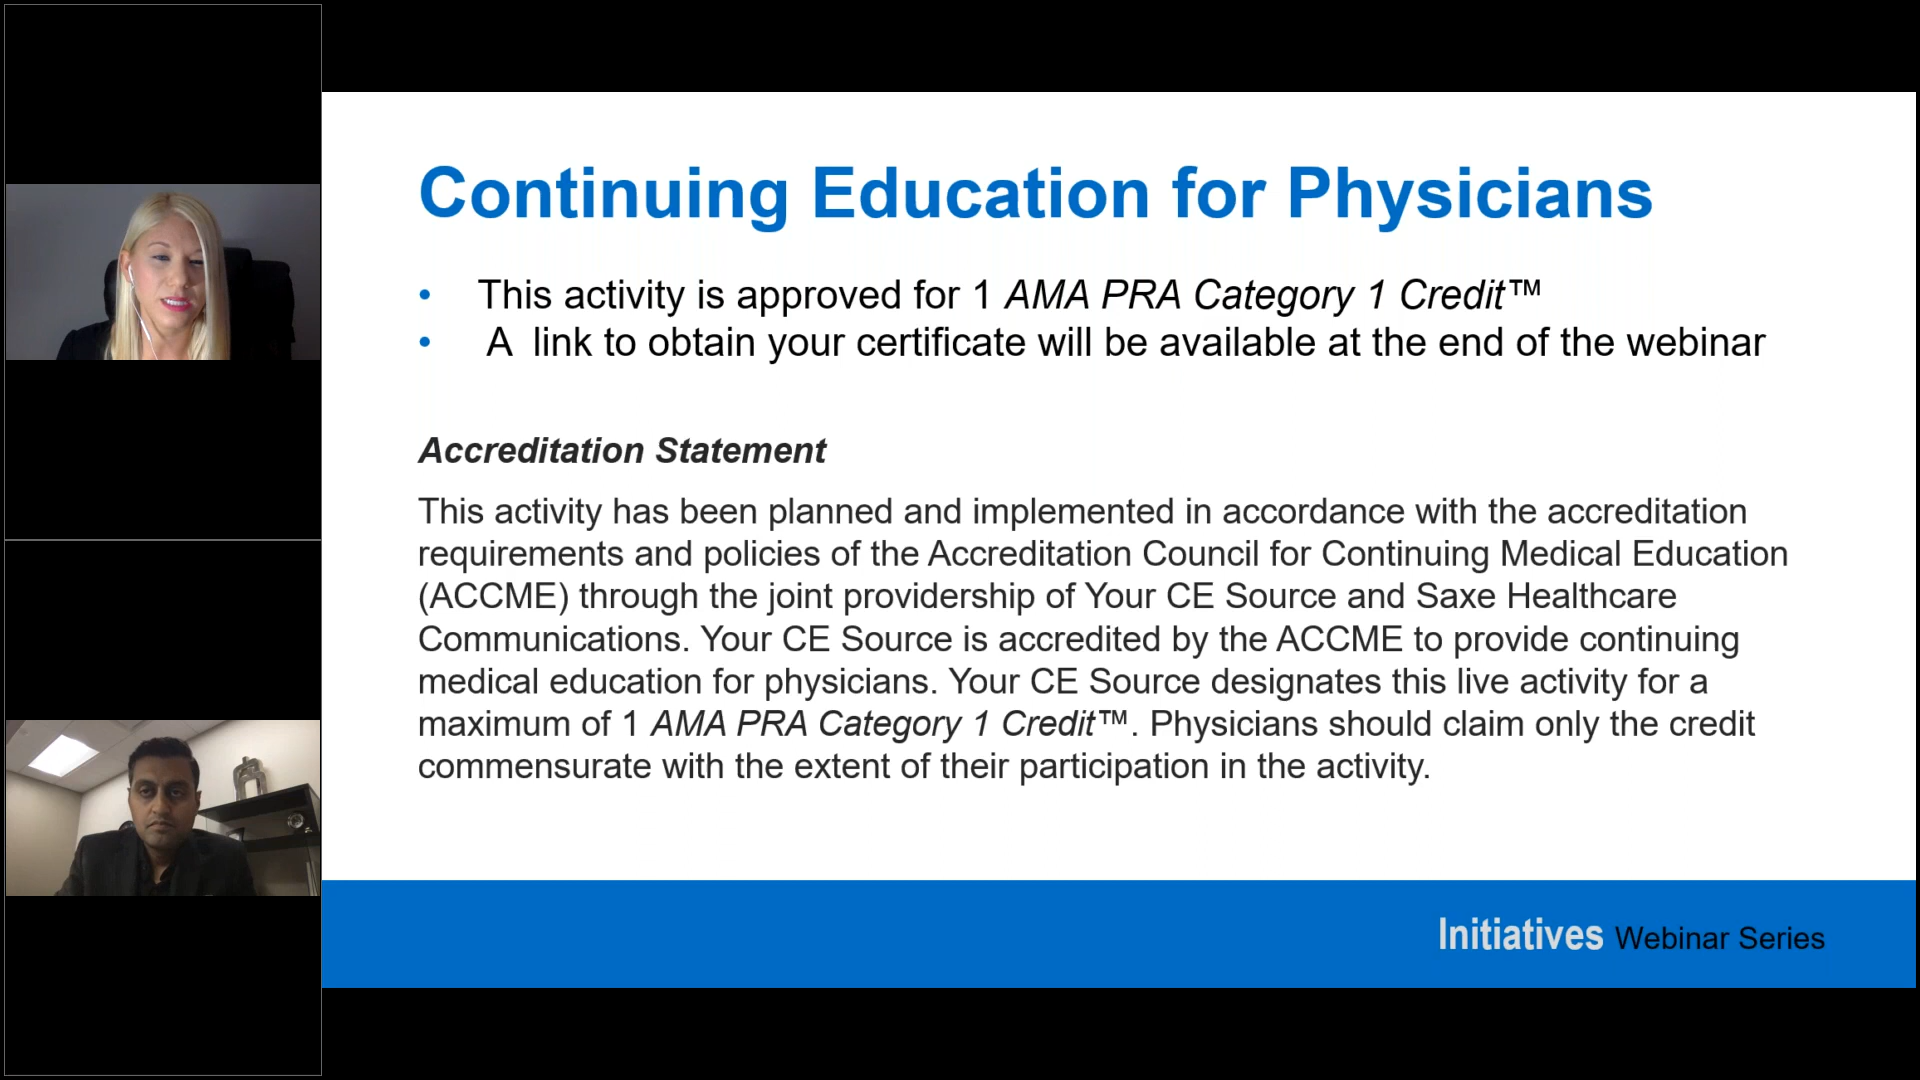 Continuing Education for Physicians
• This activity is approved for 1 AMA PRA Category 1 Credit™
• A link to obtain your certificate will be available at the end of the webinar
Accreditation Statement
This activity has been planned and implemented in accordance with the accreditation
requirements and policies of the Accreditation Council for Continuing Medical Education
(ACCME) through the joint providership of Your CE Source and Saxe Healthcare
Communications. Your CE Source is accredited by the ACCME to provide continuing
medical education for physicians. Your CE Source designates this live activity for a
maximum of 1 AMA PRA Category 1 Credit™. Physicians should claim only the credit
commensurate with the extent of their participation in the activity.
Initiatives Webinar Series